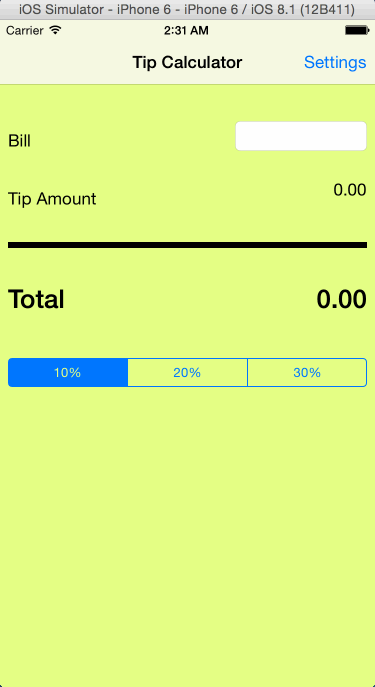 iOS Simulator - iPhone 6 - iPhone 6 / iOS 8.1 (12B411)
Carrier 2:31 AM
Tip Calculator Settings
Bill
Tip Amount 0.00
Total 0.00
10% 20% 30%